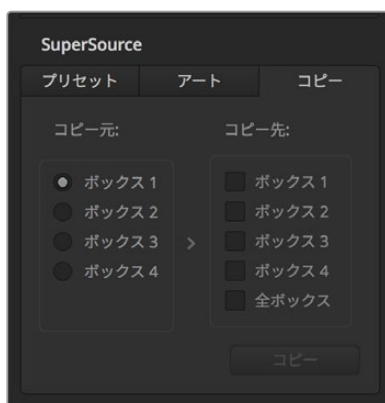 SuperSource
プリセット アート コピー
コピー元: コピー先:
ボックス 1 ボックス 1
ボックス 2 ボックス 2
ボックス 3 > ボックス 3
ボックス 4 ボックス 4
全ボックス
コピー